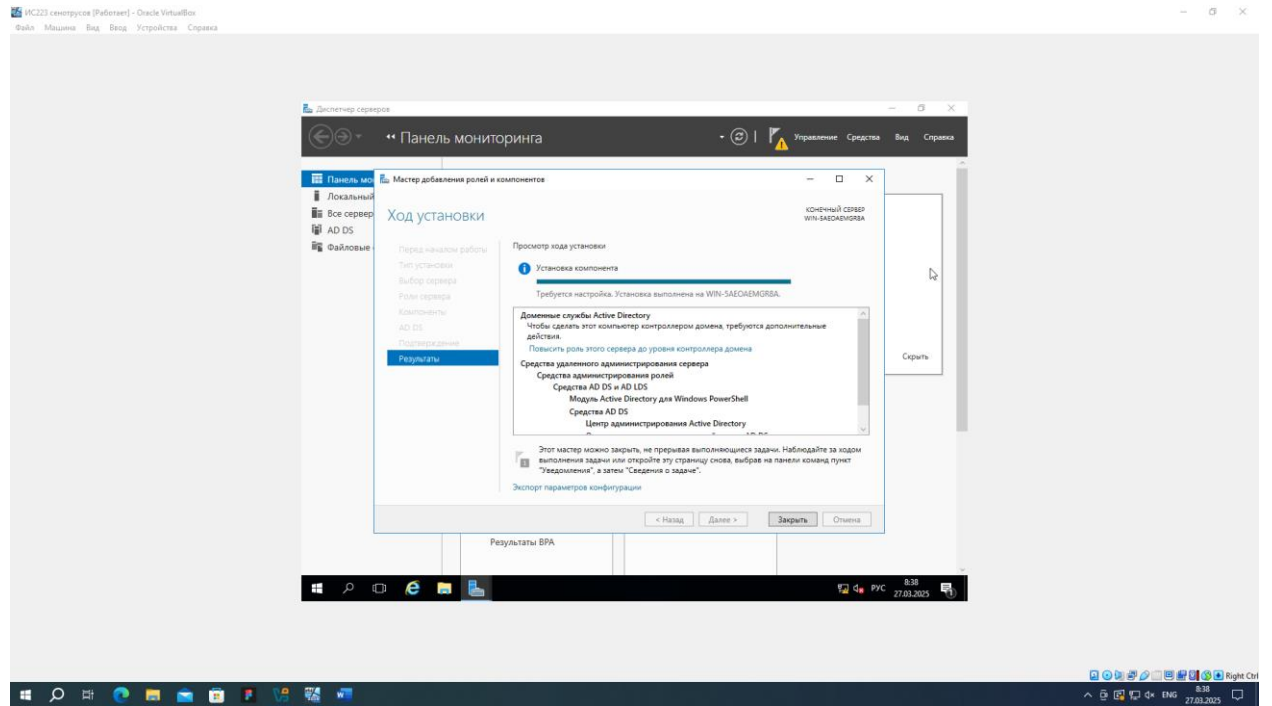 ИС223 сенотрусов [Работает] - Oracle VirtualBox
Файл Машина Вид Ввод Устройства Справка
Диспетчер серверов
Панель мониторинга
Управление Средства Вид Справка
Панель мо
Локальный
Все сервер
AD DS
Файловые
Мастер добавления ролей и компонентов
Ход установки
КОНЕЧНЫЙ СЕРВЕР
WIN-SAEOAEMGR8A
Перед началом работы
Тип установки
Выбор сервера
Роли сервера
Компоненты
AD DS
Подтверждение
Результаты
Просмотр хода установки
Установка компонента
Требуется настройка. Установка выполнена на WIN-SAEOAEMGR8A.
Доменные службы Active Directory
Чтобы сделать этот компьютер контроллером домена, требуются дополнительные
действия.
Повысить роль этого сервера до уровня контроллера домена
Средства удаленного администрирования сервера
Средства администрирования ролей
Средства AD DS и AD LDS
Модуль Active Directory для Windows PowerShell
Средства AD DS
Центр администрирования Active Directory
Этот мастер можно закрыть, не прерывая выполняющиеся задачи. Наблюдайте за ходом
выполнения задачи или откройте эту страницу снова, выбрав на панели команд пункт
"Уведомления", а затем "Сведения о задаче".
Экспорт параметров конфигурации
< Назад Далее > Закрыть Отмена
Скрыть
Результаты BPA
РУС
8:38
27.03.2025
Right Ctrl
ENG
8:38
27.03.2025